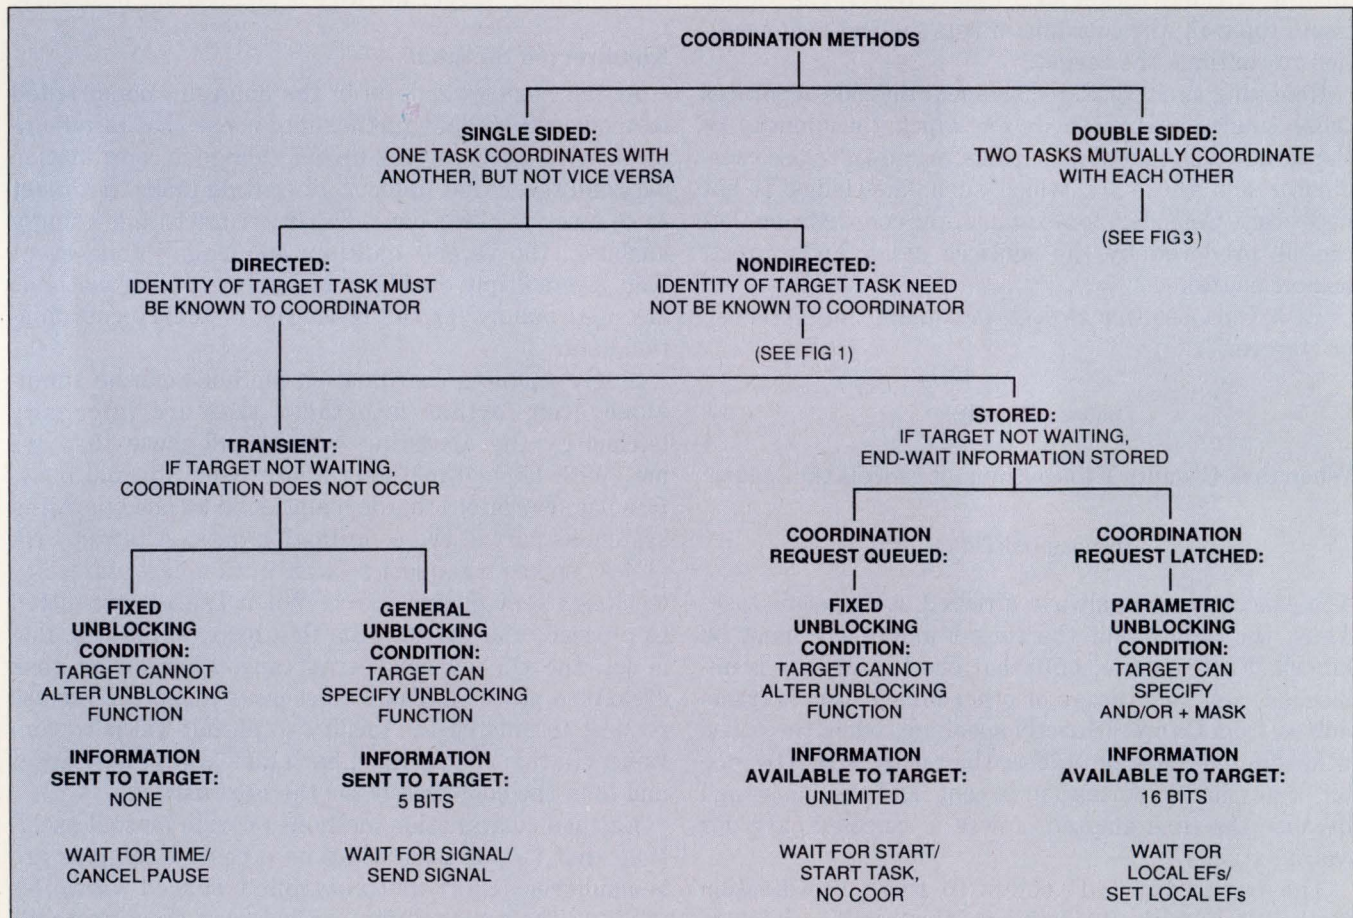 COORDINATION METHODS
SINGLE SIDED:
ONE TASK COORDINATES WITH
ANOTHER, BUT NOT VICE VERSA
DOUBLE SIDED:
TWO TASKS MUTUALLY COORDINATE
WITH EACH OTHER
(SEE FIG 3)
DIRECTED:
IDENTITY OF TARGET TASK MUST
BE KNOWN TO COORDINATOR
NONDIRECTED:
IDENTITY OF TARGET TASK NEED
NOT BE KNOWN TO COORDINATOR
(SEE FIG 1)
TRANSIENT:
IF TARGET NOT WAITING,
COORDINATION DOES NOT OCCUR
STORED:
IF TARGET NOT WAITING,
END-WAIT INFORMATION STORED
COORDINATION
REQUEST QUEUED:
COORDINATION
REQUEST LATCHED:
FIXED
UNBLOCKING
CONDITION:
TARGET CANNOT
ALTER UNBLOCKING
FUNCTION
INFORMATION
SENT TO TARGET:
NONE
WAIT FOR TIME/
CANCEL PAUSE
GENERAL
UNBLOCKING
CONDITION:
TARGET CAN
SPECIFY UNBLOCKING
FUNCTION
INFORMATION
SENT TO TARGET:
5 BITS
WAIT FOR SIGNAL/
SEND SIGNAL
FIXED
UNBLOCKING
CONDITION:
TARGET CANNOT
ALTER UNBLOCKING
FUNCTION
INFORMATION
AVAILABLE TO TARGET:
UNLIMITED
WAIT FOR START/
START TASK,
NO COOR
PARAMETRIC
UNBLOCKING
CONDITION:
TARGET CAN
SPECIFY
AND/OR + MASK
INFORMATION
AVAILABLE TO TARGET:
16 BITS
WAIT FOR
LOCAL EFs/
SET LOCAL EFs